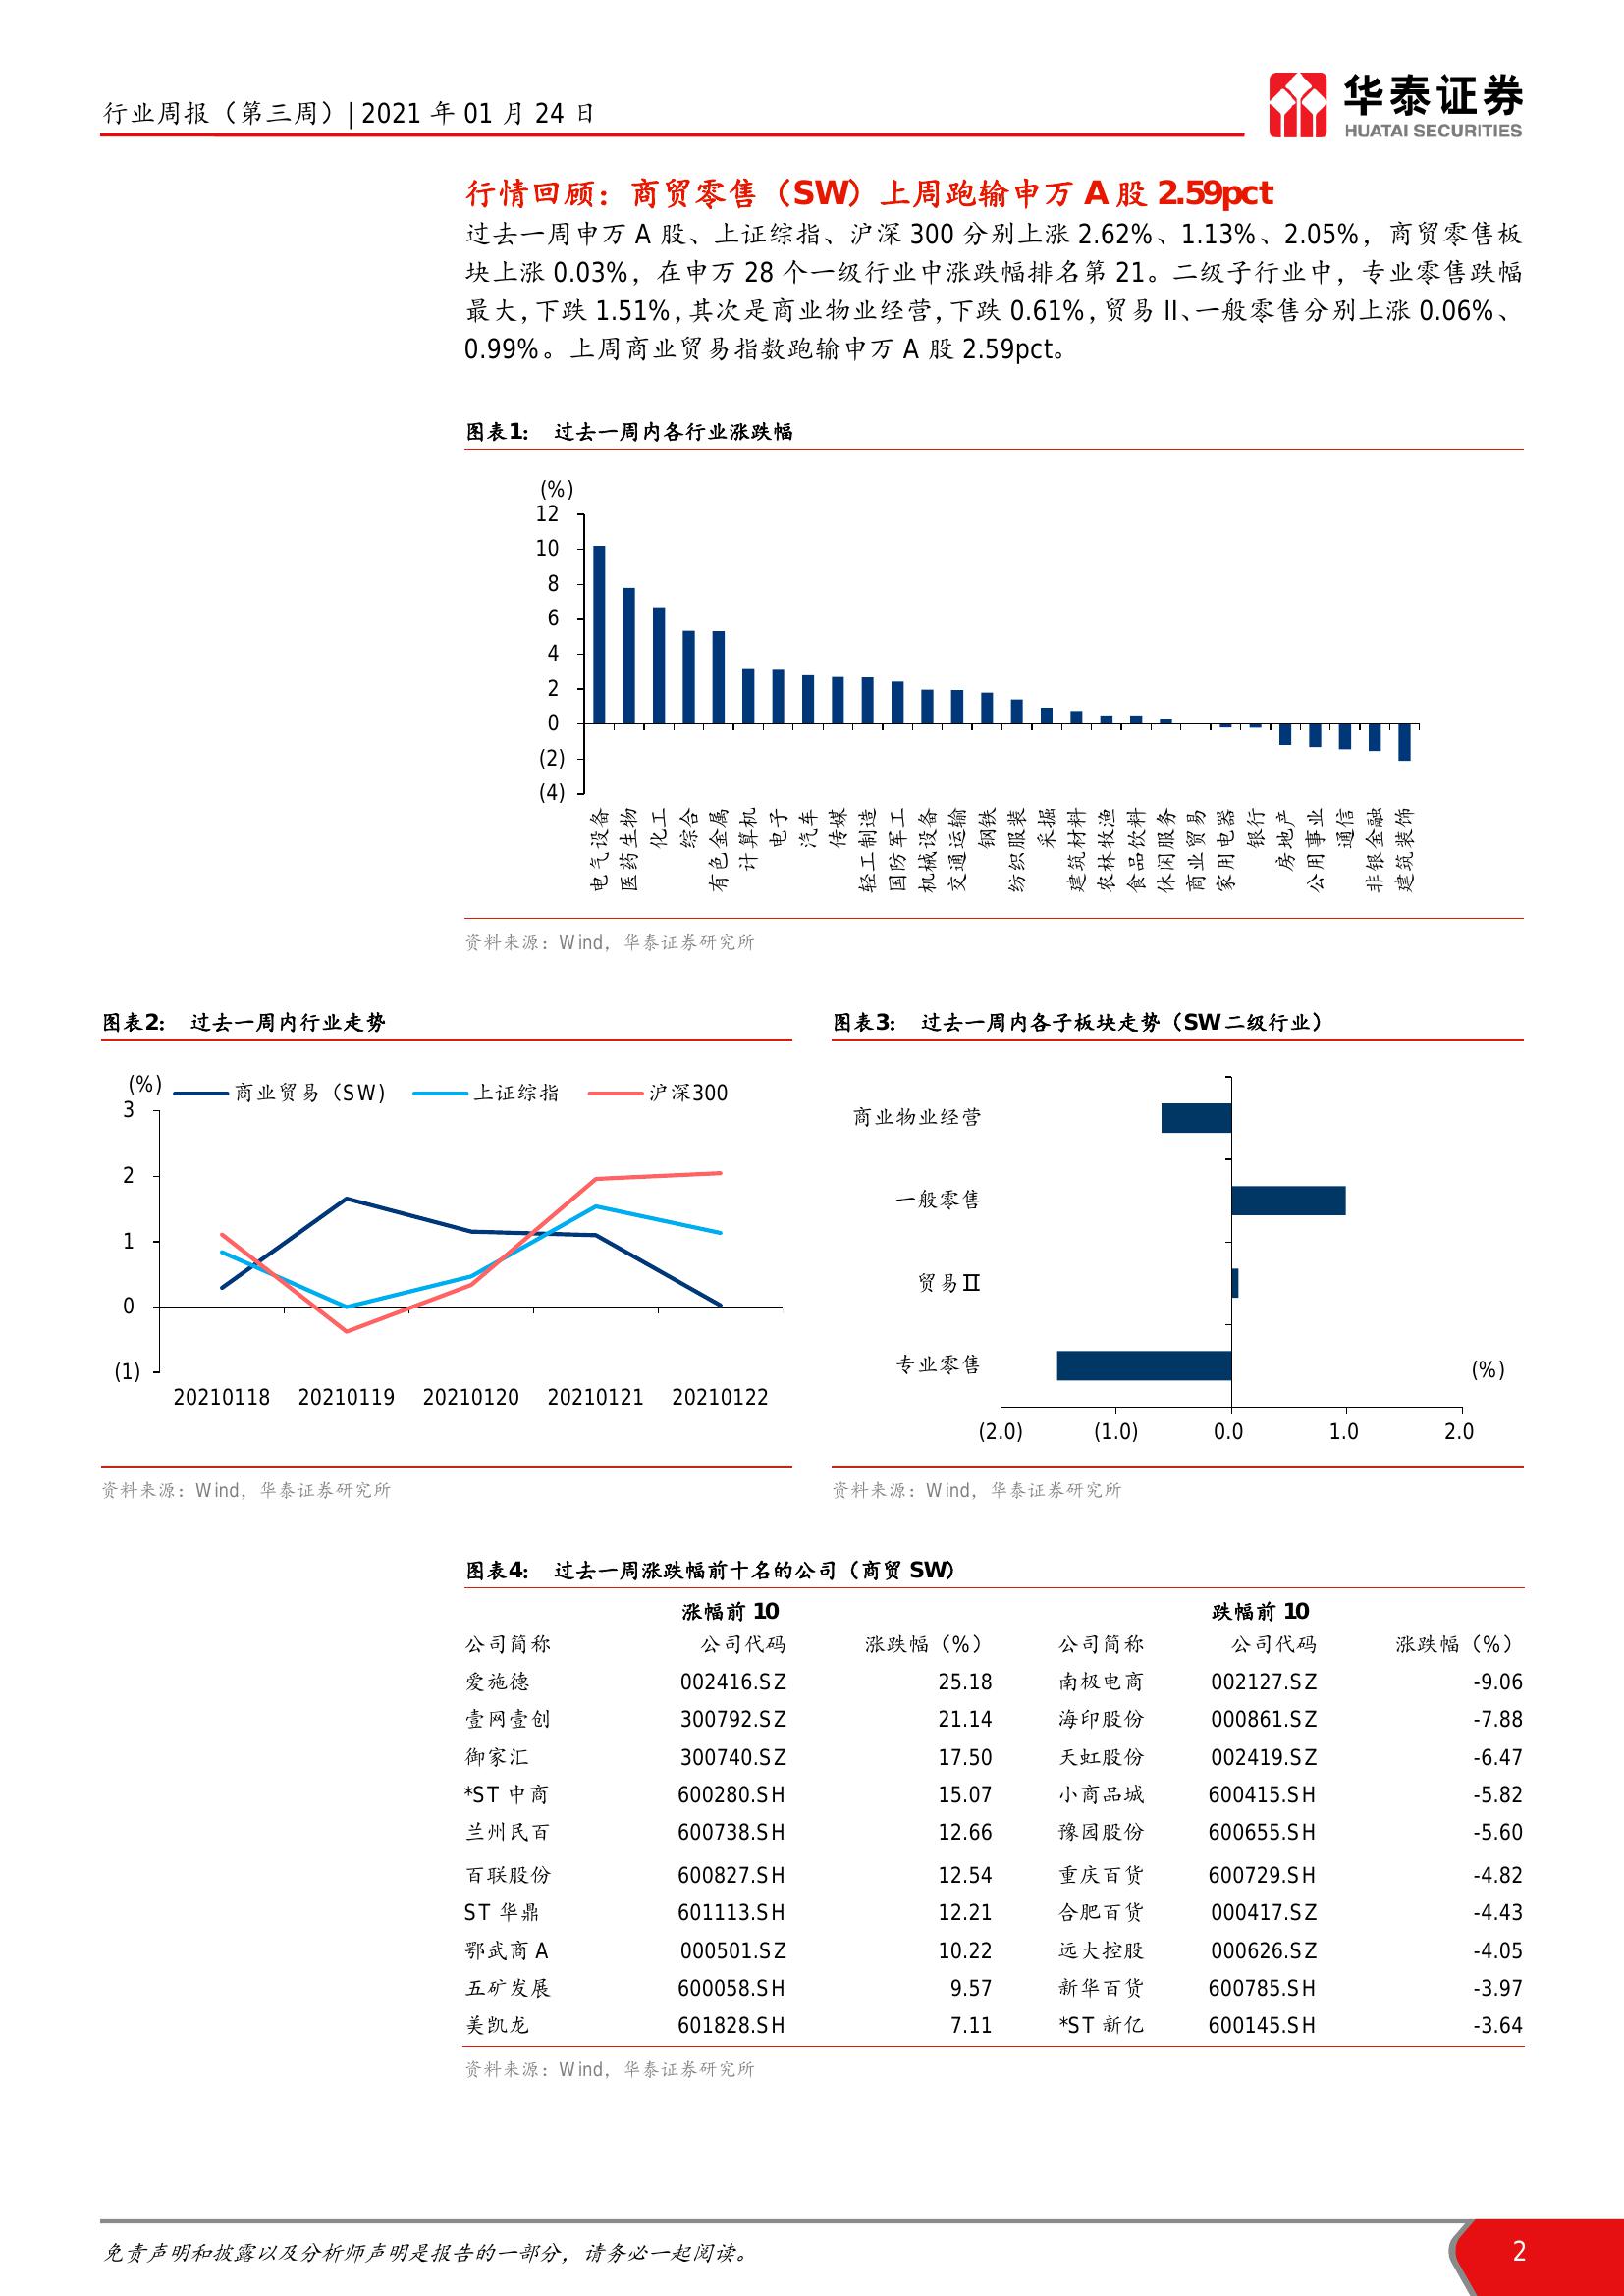 行业周报（第三周）| 2021 年 01 月 24 日
华泰证券
HUATAI SECURITIES
行情回顾：商贸零售（SW）上周跑输申万 A 股 2.59pct
过去一周申万 A 股、上证综指、沪深 300 分别上涨 2.62%、1.13%、2.05%，商贸零售板
块上涨 0.03%，在申万 28 个一级行业中涨跌幅排名第 21。二级子行业中，专业零售跌幅
最大，下跌 1.51%，其次是商业物业经营，下跌 0.61%，贸易 II、一般零售分别上涨 0.06%、
0.99%。上周商业贸易指数跑输申万 A 股 2.59pct。
图表1： 过去一周内各行业涨跌幅
(%)
12
10
8
6
4
2
0
(2)
(4)
电气设备
医药生物
化工
综合
有色金属
计算机
电子
汽车
传媒
轻工制造
国防军工
机械设备
交通运输
钢铁
纺织服装
采掘
建筑材料
农林牧渔
食品饮料
休闲服务
商业贸易
家用电器
银行
房地产
公用事业
通信
非银金融
建筑装饰
资料来源：Wind，华泰证券研究所
图表2： 过去一周内行业走势
(%)
商业贸易（SW） 上证综指 沪深300
3
2
1
0
(1)
20210118 20210119 20210120 20210121 20210122
资料来源：Wind，华泰证券研究所
图表3： 过去一周内各子板块走势（SW 二级行业）
商业物业经营
一般零售
贸易Ⅱ
专业零售
(%)
(2.0) (1.0) 0.0 1.0 2.0
资料来源：Wind，华泰证券研究所
图表4： 过去一周涨跌幅前十名的公司（商贸 SW）
涨幅前 10 跌幅前 10
公司简称 公司代码 涨跌幅（%） 公司简称 公司代码 涨跌幅（%）
爱施德 002416.SZ 25.18 南极电商 002127.SZ -9.06
壹网壹创 300792.SZ 21.14 海印股份 000861.SZ -7.88
御家汇 300740.SZ 17.50 天虹股份 002419.SZ -6.47
*ST 中商 600280.SH 15.07 小商品城 600415.SH -5.82
兰州民百 600738.SH 12.66 豫园股份 600655.SH -5.60
百联股份 600827.SH 12.54 重庆百货 600729.SH -4.82
ST 华鼎 601113.SH 12.21 合肥百货 000417.SZ -4.43
鄂武商 A 000501.SZ 10.22 远大控股 000626.SZ -4.05
五矿发展 600058.SH 9.57 新华百货 600785.SH -3.97
美凯龙 601828.SH 7.11 *ST 新亿 600145.SH -3.64
资料来源：Wind，华泰证券研究所
免责声明和披露以及分析师声明是报告的一部分，请务必一起阅读。
2